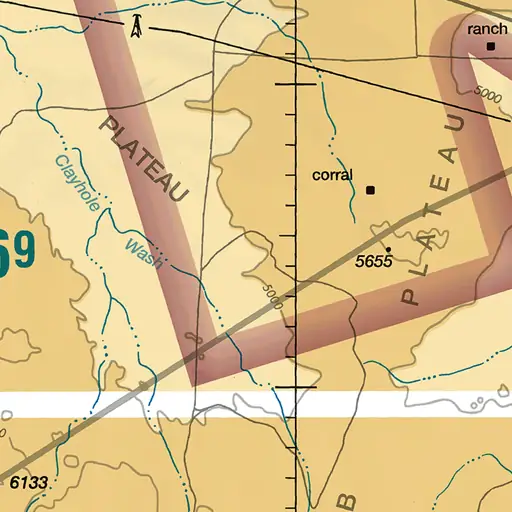 ranch
5000
PLATEAU
PLATEAU
Clayhole
Wash
corral
69
5655
5000
6133
B